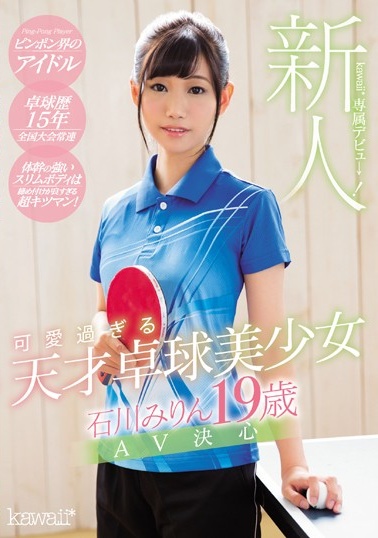 Ping-Pong Player
ピンポン界の
アイドル
卓球歴
15年
全国大会常連
体幹の強い
スリムボディは
締め付けが良すぎる
超キツマン!
新人
kawaii*専属デビュー→!
可愛過ぎる
天才卓球美少女
石川みりん19歳
AV決心
kawaii*